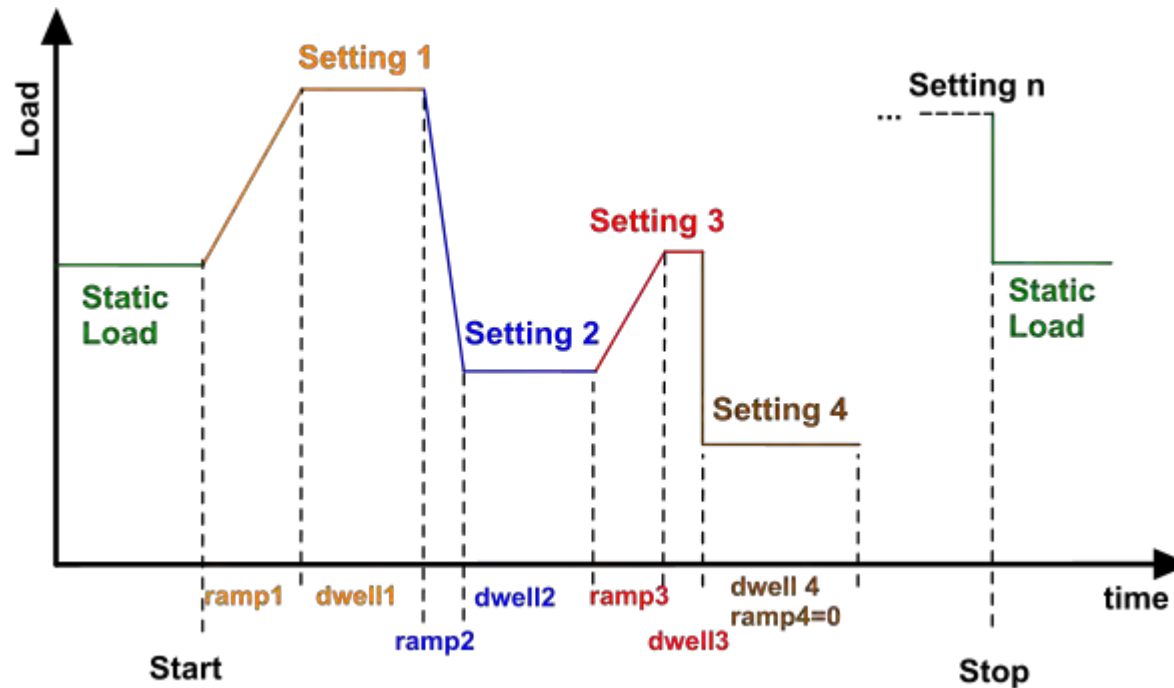 Load
Setting 1
Setting n
...
Setting 3
Static
Load
Static
Load
Setting 2
Setting 4
ramp1
dwell1
dwell2
ramp3
dwell 4
ramp4=0
time
ramp2
dwell3
Start
Stop